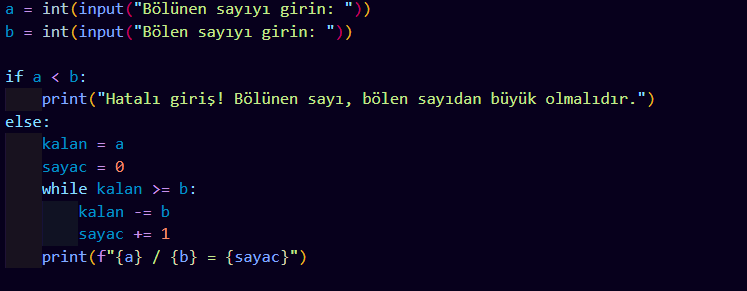 a = int(input("Bölünen sayıyı girin: "))
b = int(input("Bölen sayıyı girin: "))
if a < b:
print("Hatalı giriş! Bölünen sayı, bölen sayıdan büyük olmalıdır.")
else:
kalan = a
sayac = 0
while kalan >= b:
kalan -= b
sayac += 1
print(f"{a} / {b} = {sayac}")